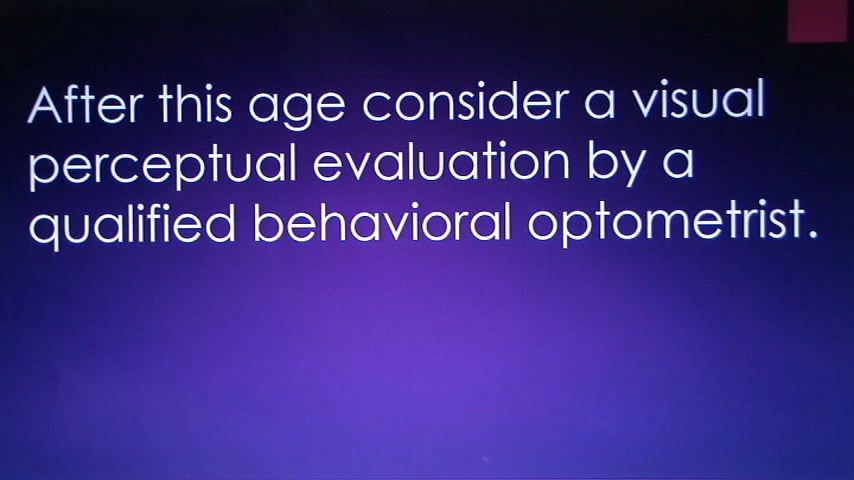 After this age consider a visual
perceptual evaluation by a
qualified behavioral optometrist.